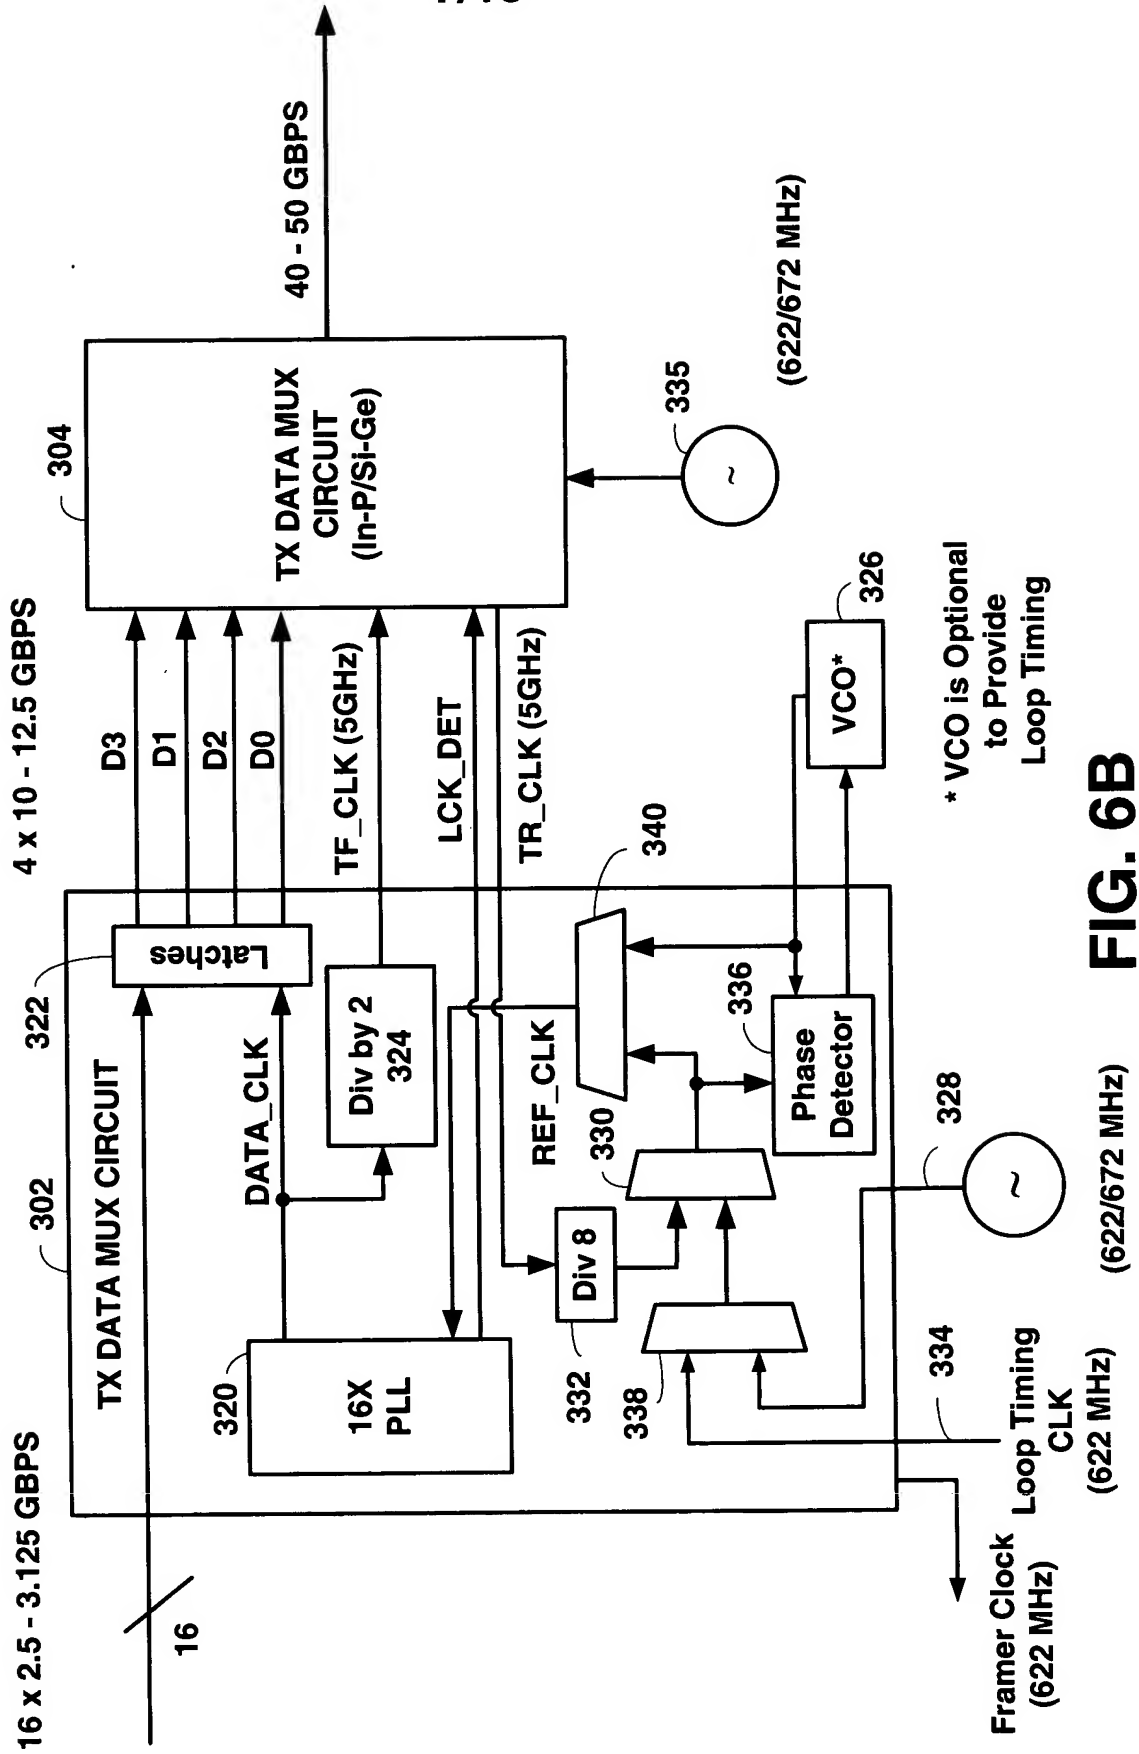 16 x 2.5 - 3.125 GBPS
4 x 10 - 12.5 GBPS
40 - 50 GBPS
16
302
TX DATA MUX CIRCUIT
322
Latches
D3
D1
D2
D0
304
TX DATA MUX
CIRCUIT
(In-P/Si-Ge)
320
16X
PLL
DATA_CLK
Div by 2
324
TF_CLK (5GHz)
LCK_DET
TR_CLK (5GHz)
REF_CLK
340
332
Div 8
330
338
336
Phase
Detector
VCO*
326
335
~
(622/672 MHz)
Framer Clock
(622 MHz)
334
Loop Timing
CLK
(622 MHz)
328
~
(622/672 MHz)
* VCO is Optional
to Provide
Loop Timing
FIG. 6B